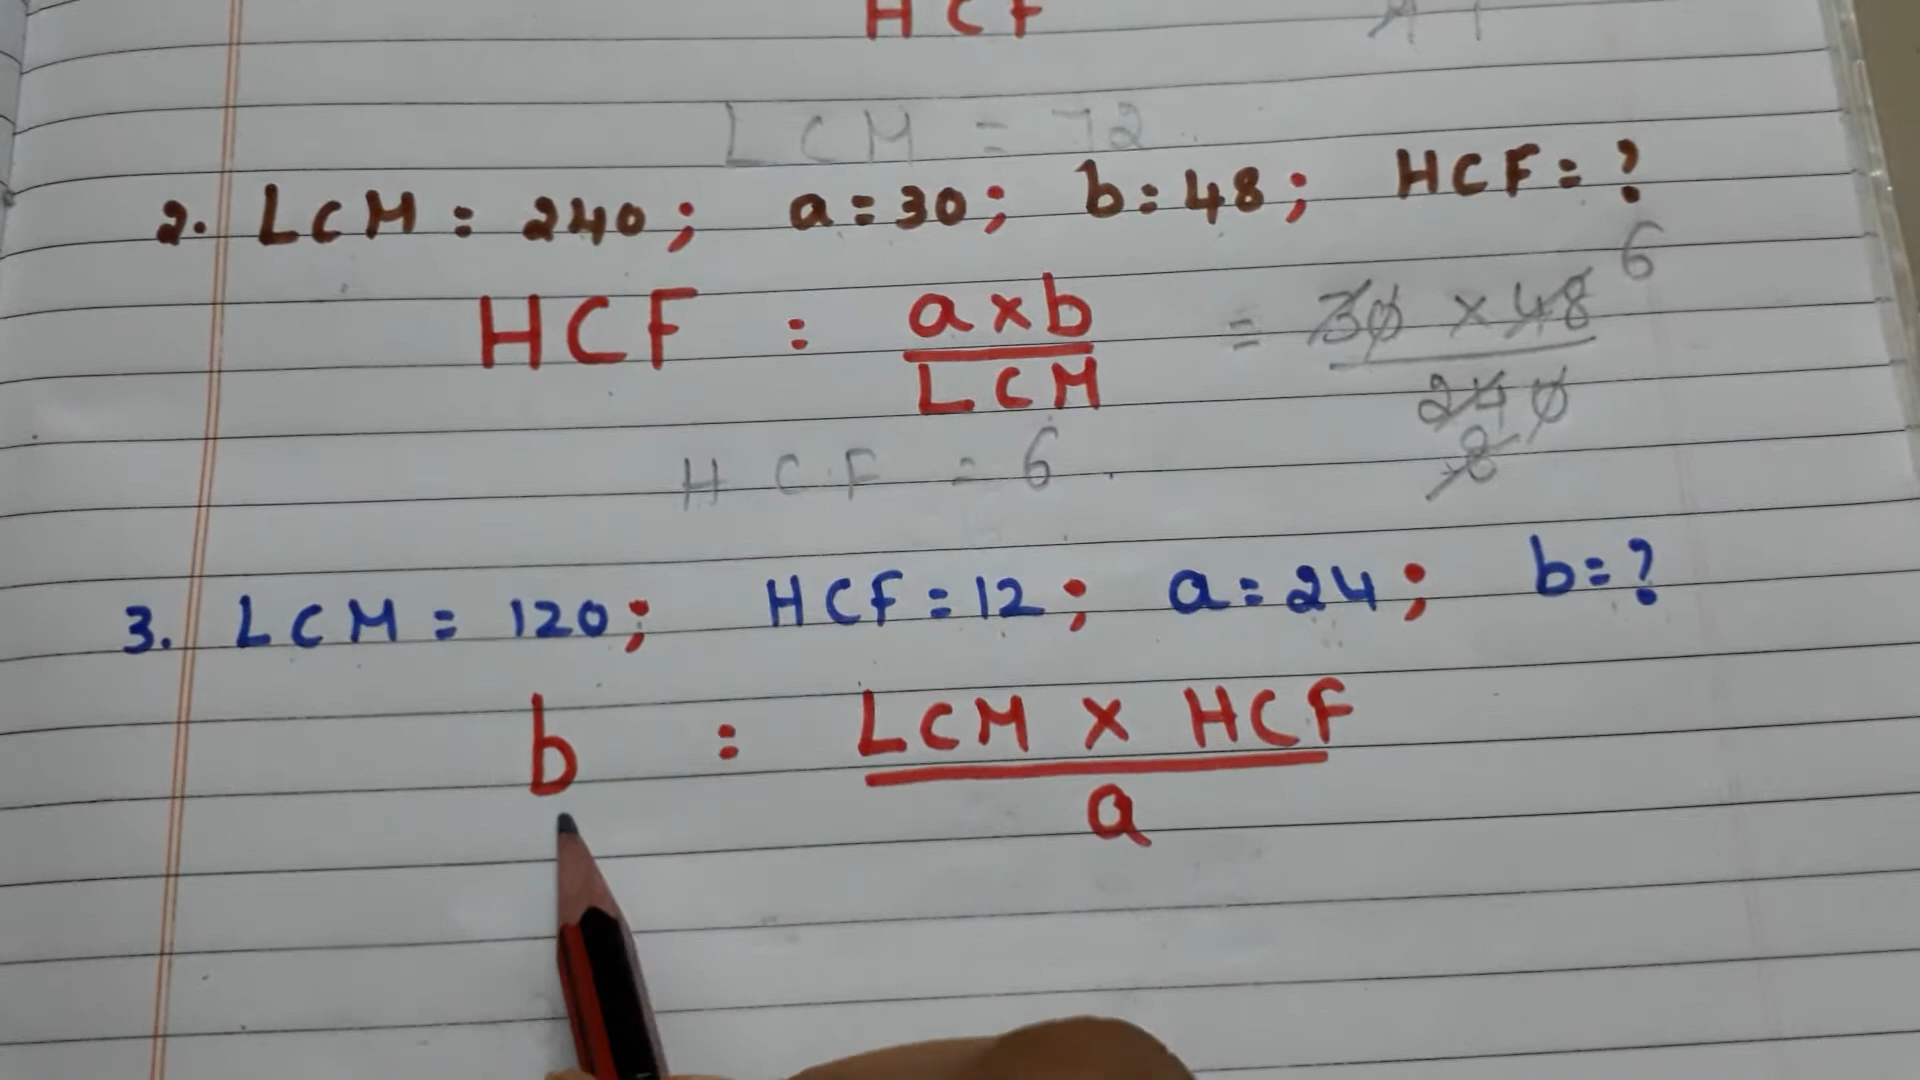 HCF
LCM = 72
2. LCM = 240; a = 30; b = 48; HCF = ?
6
HCF = a x b = 30 x 48
LCM 240
8
HCF = 6
3. LCM = 120; HCF = 12; a = 24; b = ?
b = LCM X HCF
a